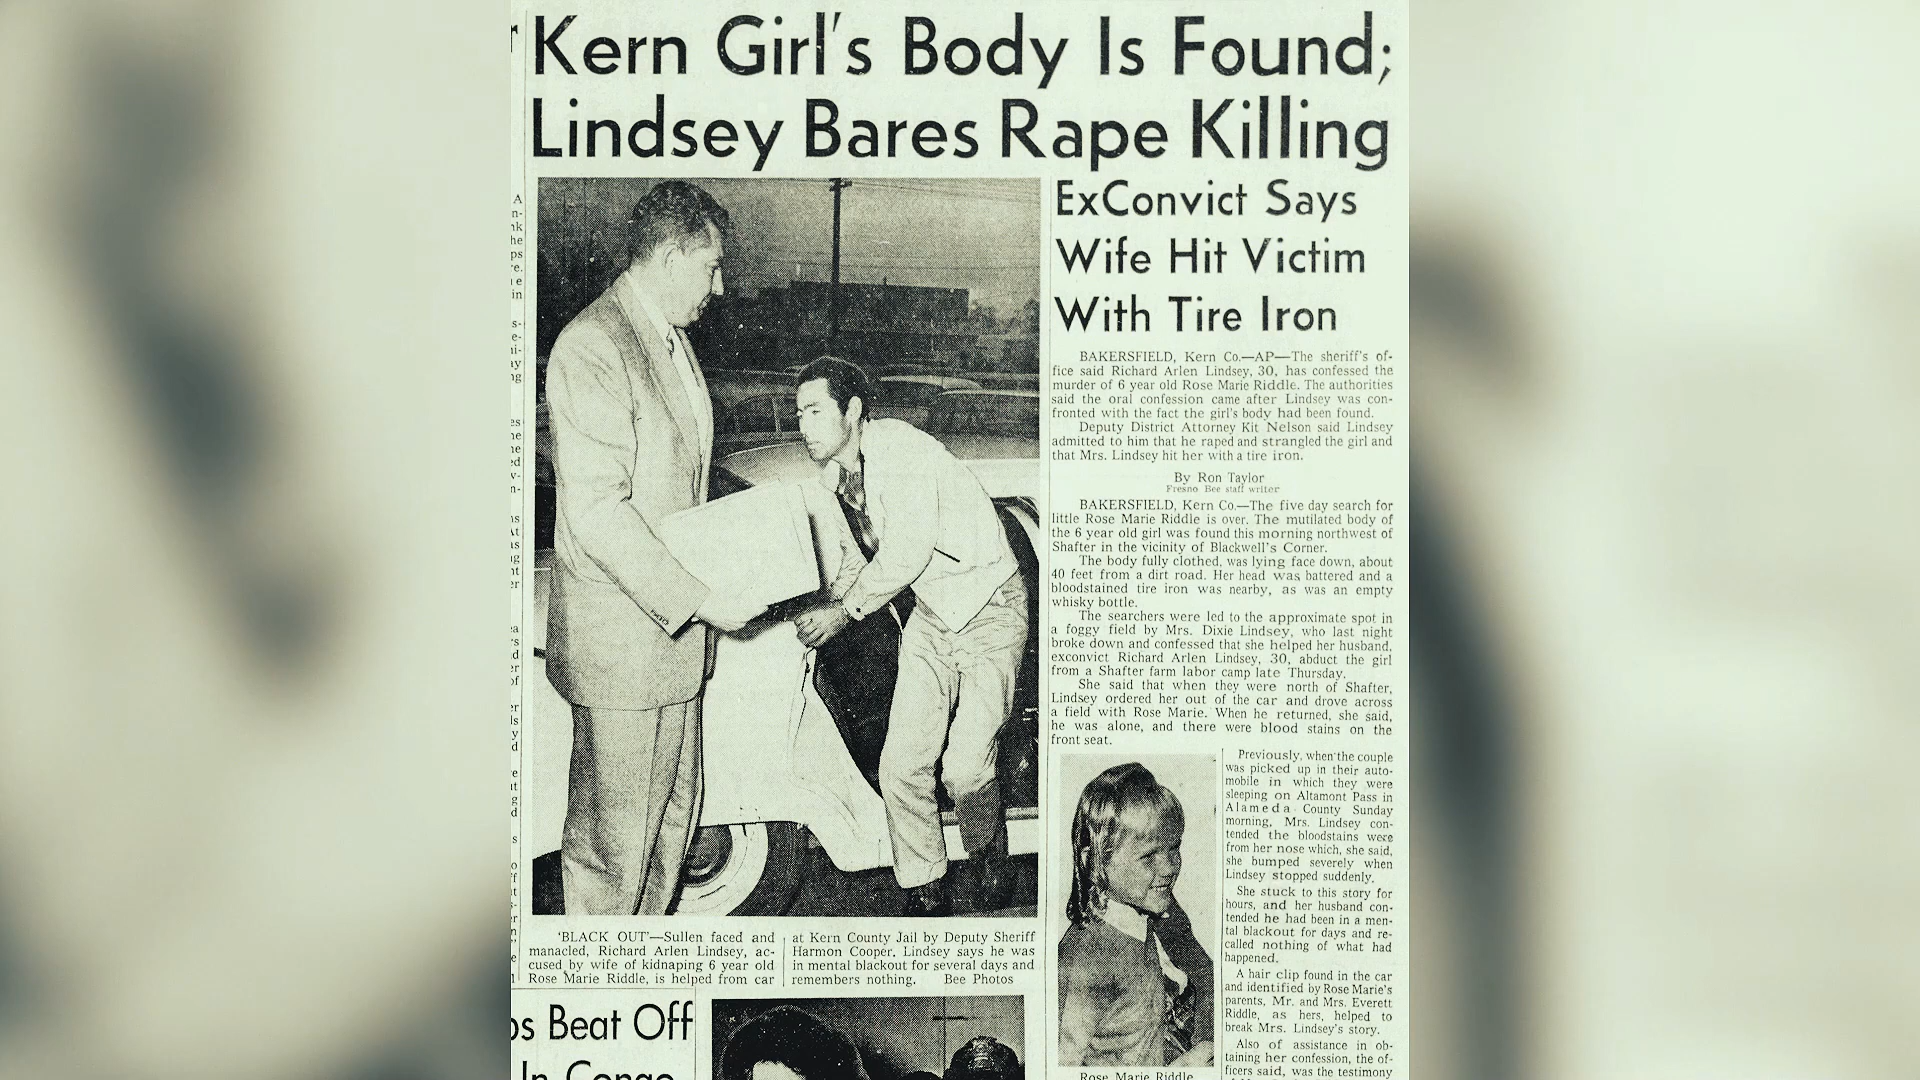 Kern Girl's Body Is Found;
Lindsey Bares Rape Killing
ExConvict Says
Wife Hit Victim
With Tire Iron
BAKERSFIELD, Kern Co.—AP—The sheriff's of-
fice said Richard Arlen Lindsey, 30, has confessed the
murder of 6 year old Rose Marie Riddle. The authorities
said the oral confession came after Lindsey was con-
fronted with the fact the girl's body had been found.
Deputy District Attorney Kit Nelson said Lindsey
admitted to him that he raped and strangled the girl and
that Mrs. Lindsey hit her with a tire iron.
By Ron Taylor
Fresno Bee staff writer
BAKERSFIELD, Kern Co.—The five day search for
little Rose Marie Riddle is over. The mutilated body of
the 6 year old girl was found this morning northwest of
Shafter in the vicinity of Blackwell's Corner.
The body fully clothed, was lying face down, about
40 feet from a dirt road. Her head was battered and a
bloodstained tire iron was nearby, as was an empty
whisky bottle.
The searchers were led to the approximate spot in
a foggy field by Mrs. Dixie Lindsey, who last night
broke down and confessed that she helped her husband,
exconvict Richard Arlen Lindsey, 30, abduct the girl
from a Shafter farm labor camp late Thursday.
She said that when they were north of Shafter,
Lindsey ordered her out of the car and drove across
a field with Rose Marie. When he returned, she said,
he was alone, and there were blood stains on the
front seat.
Previously, when the couple
was picked up in their auto-
mobile in which they were
sleeping on Altamont Pass in
Alameda County Sunday
morning, Mrs. Lindsey con-
tended the bloodstains were
from her nose which, she said,
she bumped severely when
Lindsey stopped suddenly.
She stuck to this story for
hours, and her husband con-
tended he had been in a men-
tal blackout for days and re-
called nothing of what had
happened.
A hair clip found in the car
and identified by Rose Marie's
parents, Mr. and Mrs. Everett
Riddle, as hers, helped to
break Mrs. Lindsey's story.
Also of assistance in ob-
taining her confession, the of-
ficers said, was the testimony
Rose Marie Riddle
'BLACK OUT'—Sullen faced and
manacled, Richard Arlen Lindsey, ac-
cused by wife of kidnaping 6 year old
Rose Marie Riddle, is helped from car
at Kern County Jail by Deputy Sheriff
Harmon Cooper. Lindsey says he was
in mental blackout for several days and
remembers nothing. Bee Photos
Beat Off
In Congo